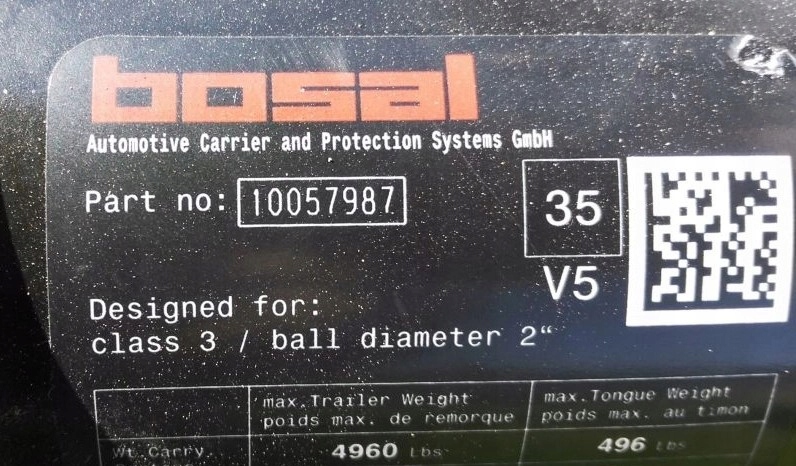 bosal
Automotive Carrier and Protection Systems GmbH
Part no: 10057987
35
V5
Designed for:
class 3 / ball diameter 2“
max.Trailer Weight
poids max. de remorque
max.Tongue Weight
poids max. au timon
Wt Carry. 4960 Lbs 496 Lbs